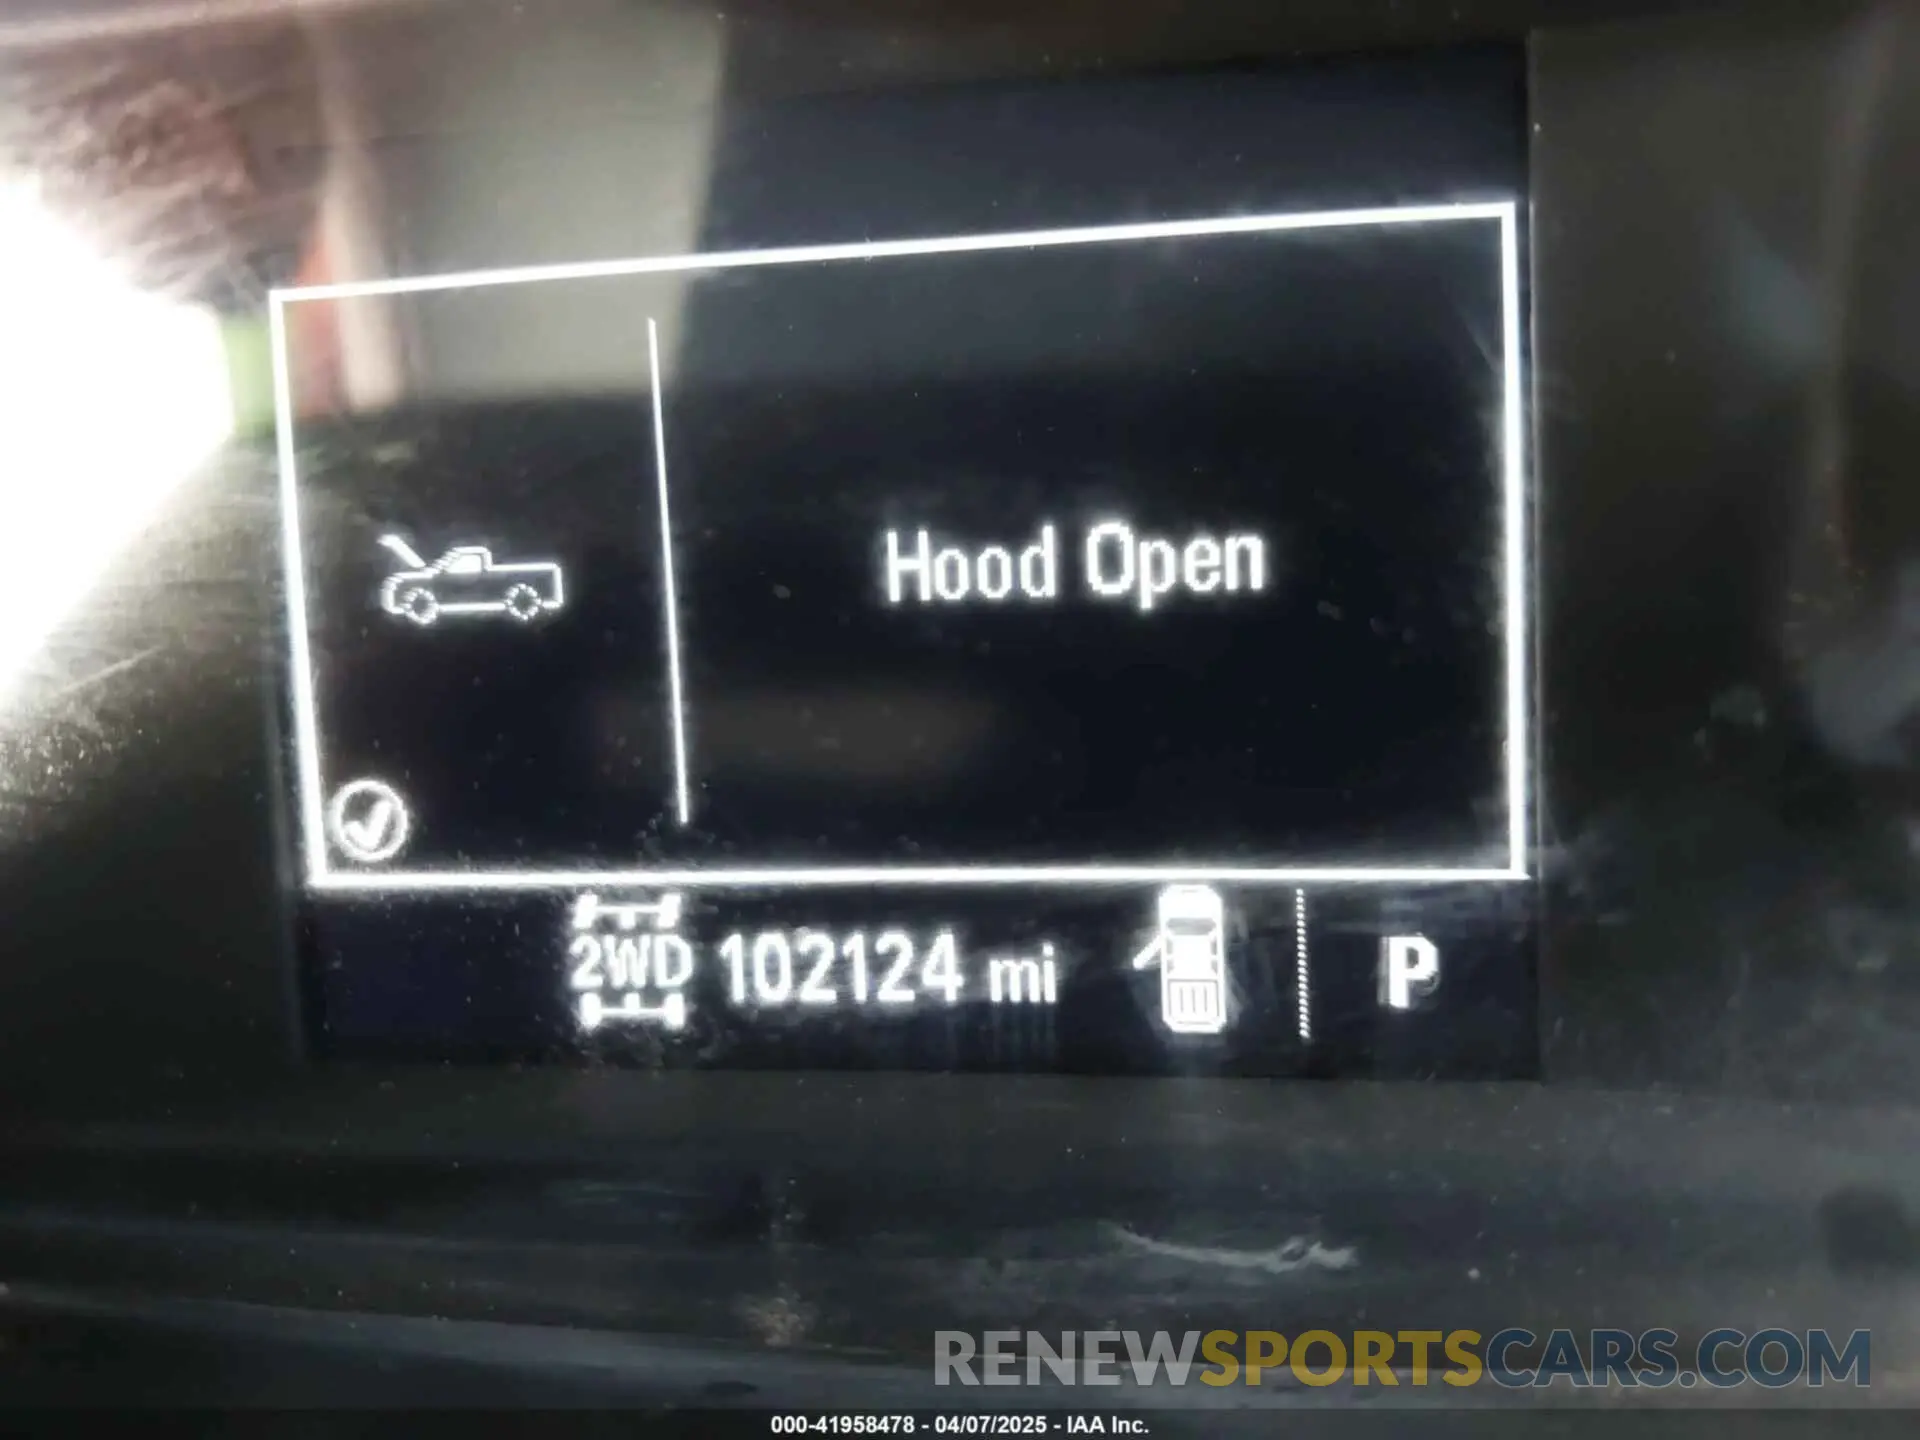 Hood Open
2WD 102124 mi P
RENEWSPORTSCARS.COM
000-41958478 - 04/07/2025 - IAA Inc.